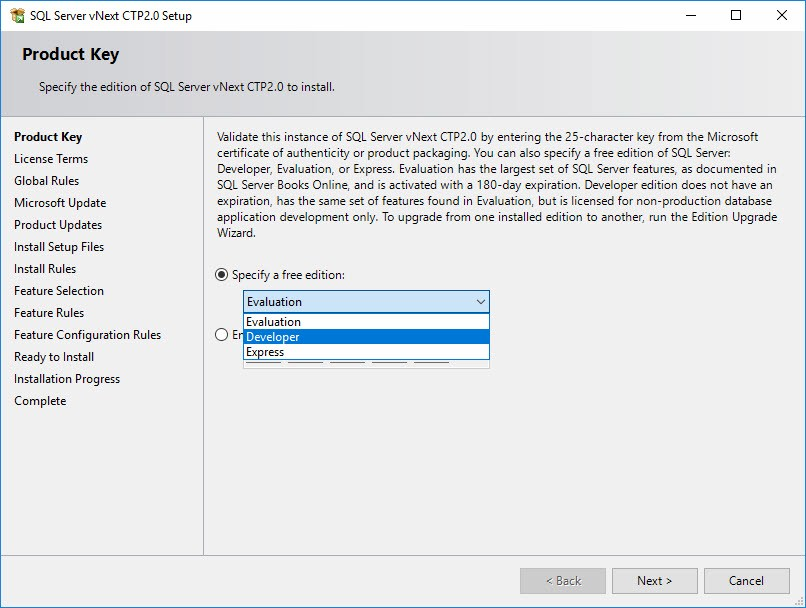 SQL Server vNext CTP2.0 Setup
Product Key
Specify the edition of SQL Server vNext CTP2.0 to install.
Product Key
License Terms
Global Rules
Microsoft Update
Product Updates
Install Setup Files
Install Rules
Feature Selection
Feature Rules
Feature Configuration Rules
Ready to Install
Installation Progress
Complete
Validate this instance of SQL Server vNext CTP2.0 by entering the 25-character key from the Microsoft
certificate of authenticity or product packaging. You can also specify a free edition of SQL Server:
Developer, Evaluation, or Express. Evaluation has the largest set of SQL Server features, as documented in
SQL Server Books Online, and is activated with a 180-day expiration. Developer edition does not have an
expiration, has the same set of features found in Evaluation, but is licensed for non-production database
application development only. To upgrade from one installed edition to another, run the Edition Upgrade
Wizard.
Specify a free edition:
Evaluation
Evaluation
Developer
Express
< Back
Next >
Cancel